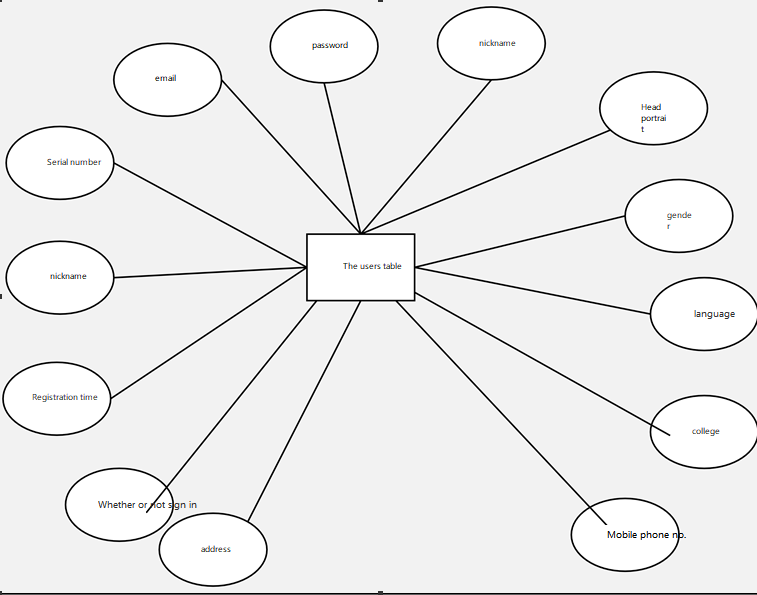 password
nickname
email
Head
portrai
t
Serial number
gende
r
The users table
nickname
language
Registration time
college
Whether or not sign in
Mobile phone no.
address